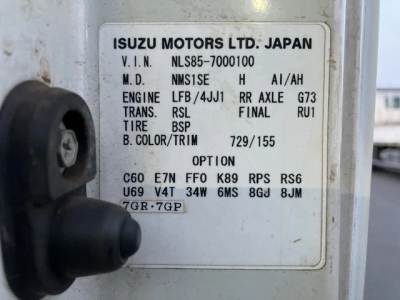 ISUZU MOTORS LTD. JAPAN
V.I.N. NLS85-7000100
M.D. NMS1SE H AI/AH
ENGINE LFB/4JJ1 RR AXLE G73
TRANS. RSL FINAL RU1
TIRE BSP
B.COLOR/TRIM 729/155
OPTION
C60 E7N FF0 K89 RPS RS6
U69 V4T 34W 6MS 8GJ 8JM
7GR·7GP